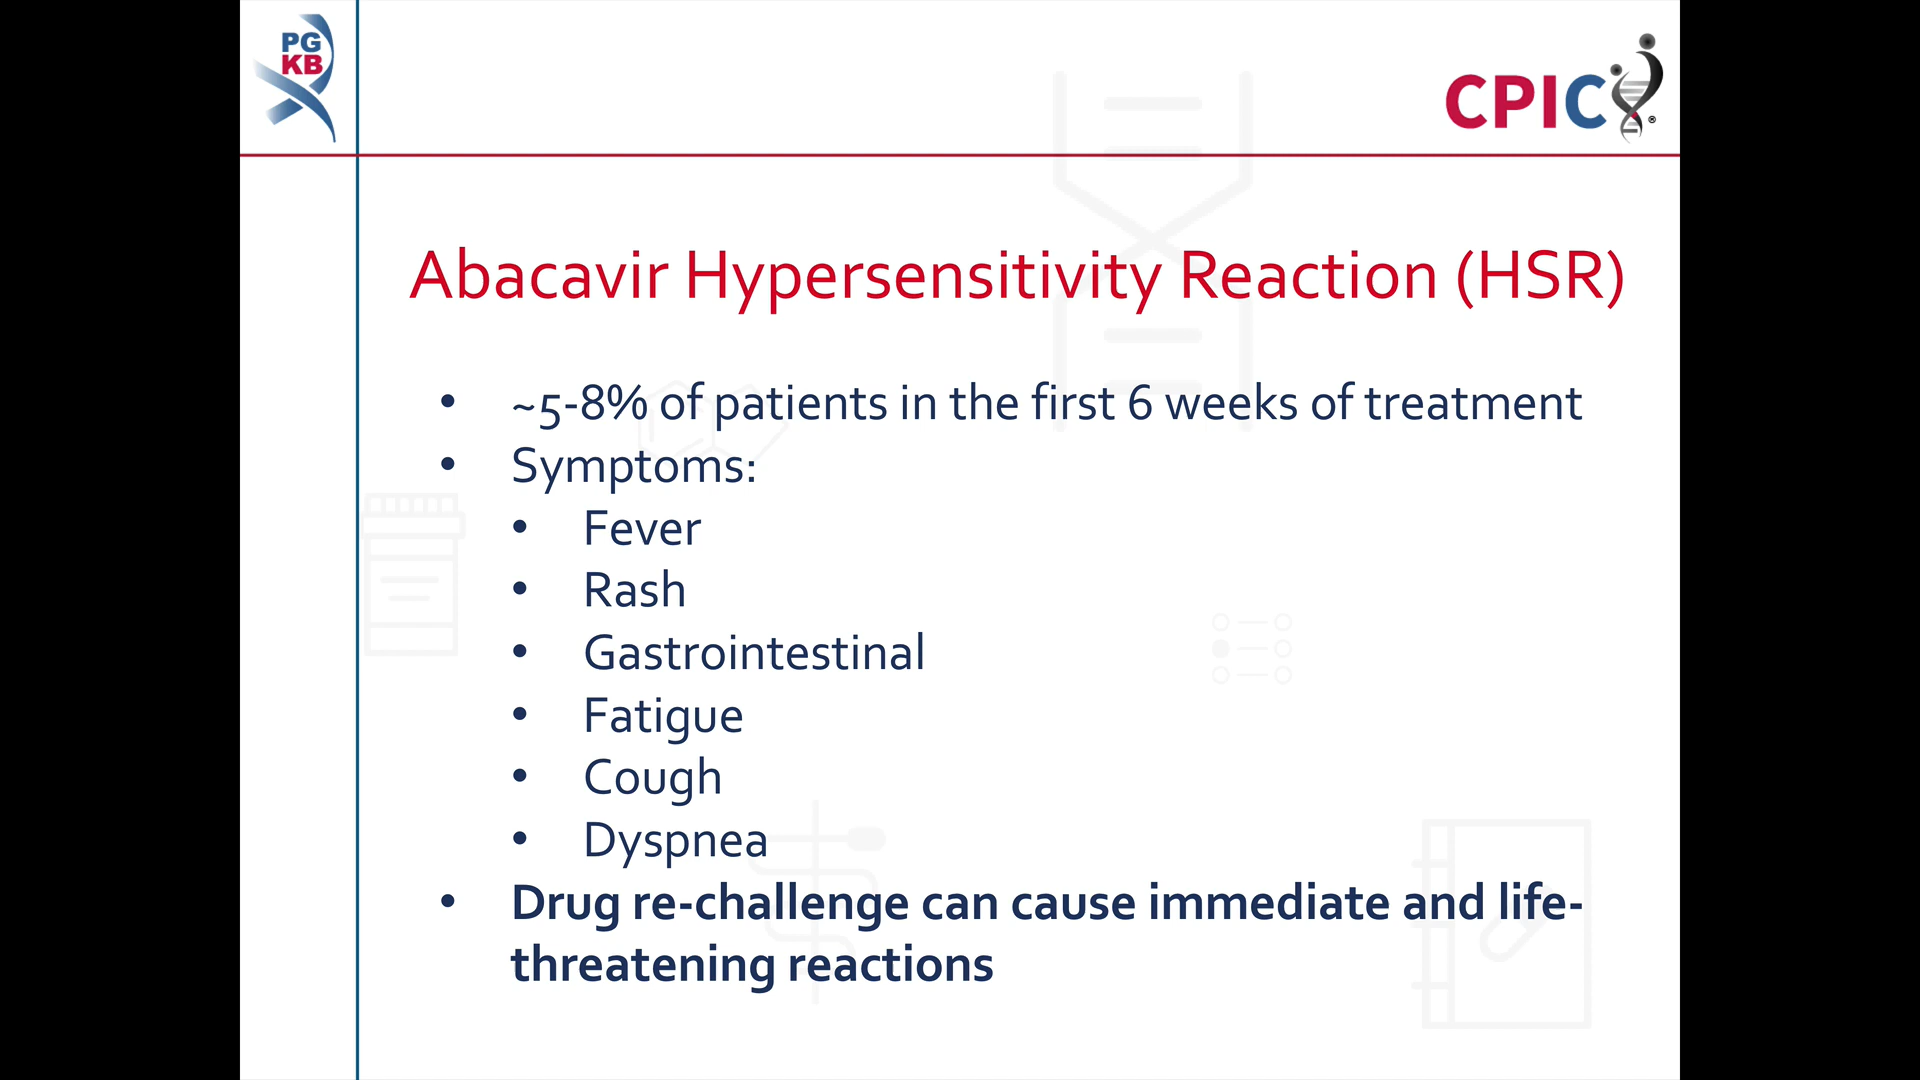 PG
KB
CPIC®
Abacavir Hypersensitivity Reaction (HSR)
• ~5-8% of patients in the first 6 weeks of treatment
• Symptoms:
• Fever
• Rash
• Gastrointestinal
• Fatigue
• Cough
• Dyspnea
• Drug re-challenge can cause immediate and life-
threatening reactions